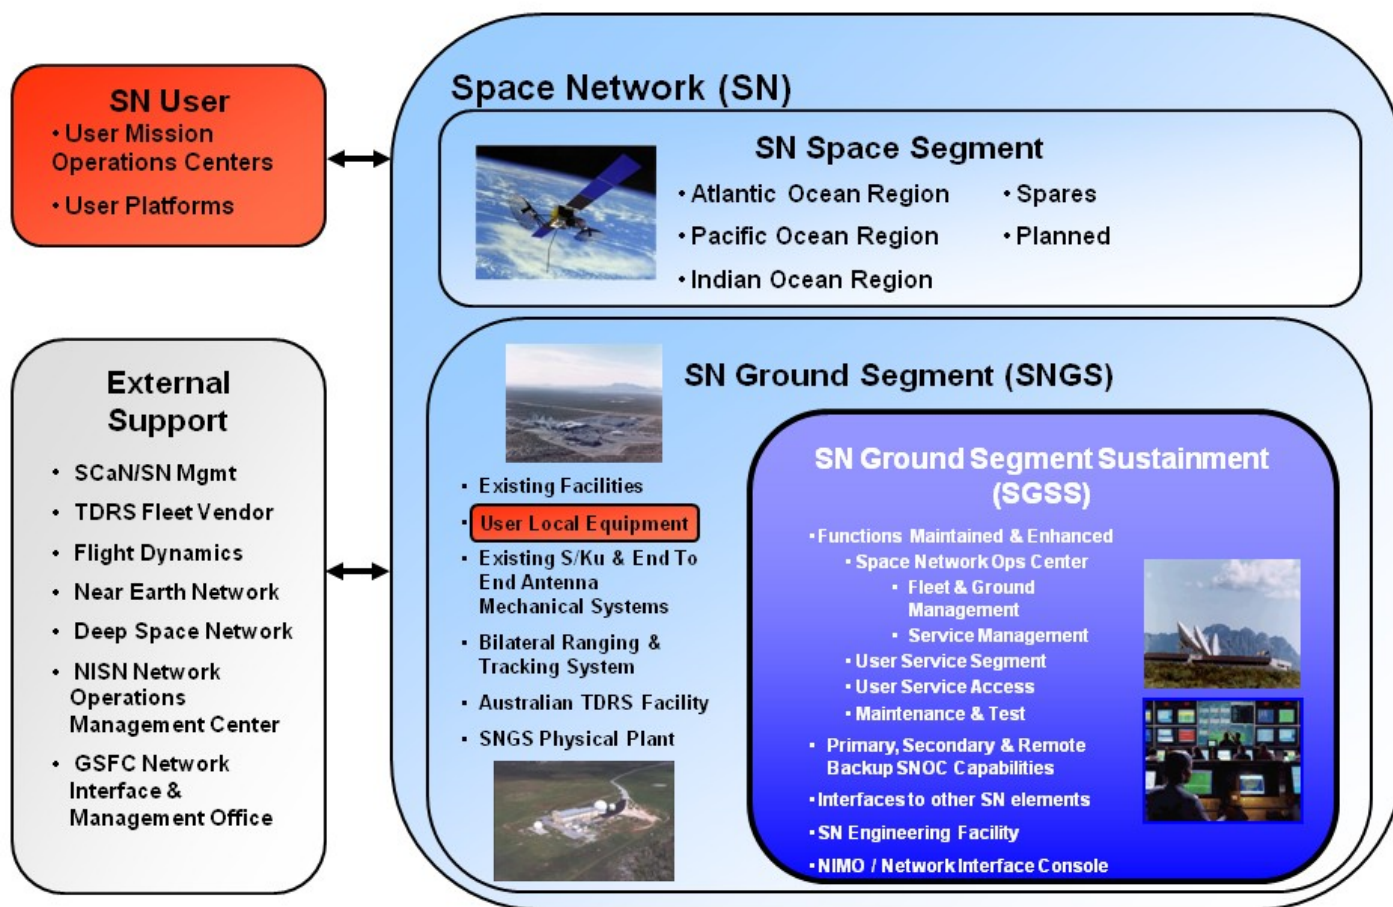 SN User
• User Mission
Operations Centers
• User Platforms
External
Support
• SCaN/SN Mgmt
• TDRS Fleet Vendor
• Flight Dynamics
• Near Earth Network
• Deep Space Network
• NISN Network
Operations
Management Center
• GSFC Network
Interface &
Management Office
Space Network (SN)
SN Space Segment
• Atlantic Ocean Region
• Pacific Ocean Region
• Indian Ocean Region
• Spares
• Planned
SN Ground Segment (SNGS)
• Existing Facilities
• User Local Equipment
• Existing S/Ku & End To
End Antenna
Mechanical Systems
• Bilateral Ranging &
Tracking System
• Australian TDRS Facility
• SNGS Physical Plant
SN Ground Segment Sustainment
(SGSS)
• Functions Maintained & Enhanced
• Space Network Ops Center
• Fleet & Ground
Management
• Service Management
• User Service Segment
• User Service Access
• Maintenance & Test
• Primary, Secondary & Remote
Backup SNOC Capabilities
• Interfaces to other SN elements
• SN Engineering Facility
• NIMO / Network Interface Console